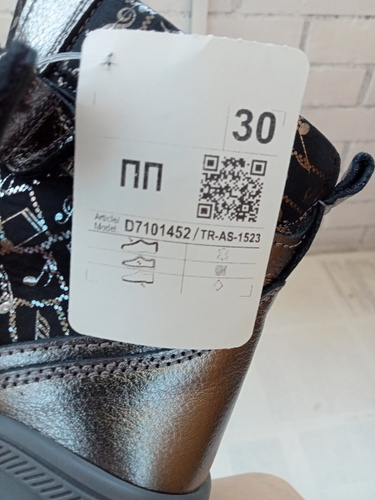 30
ПП
Article/
Model D7101452 / TR-AS-1523